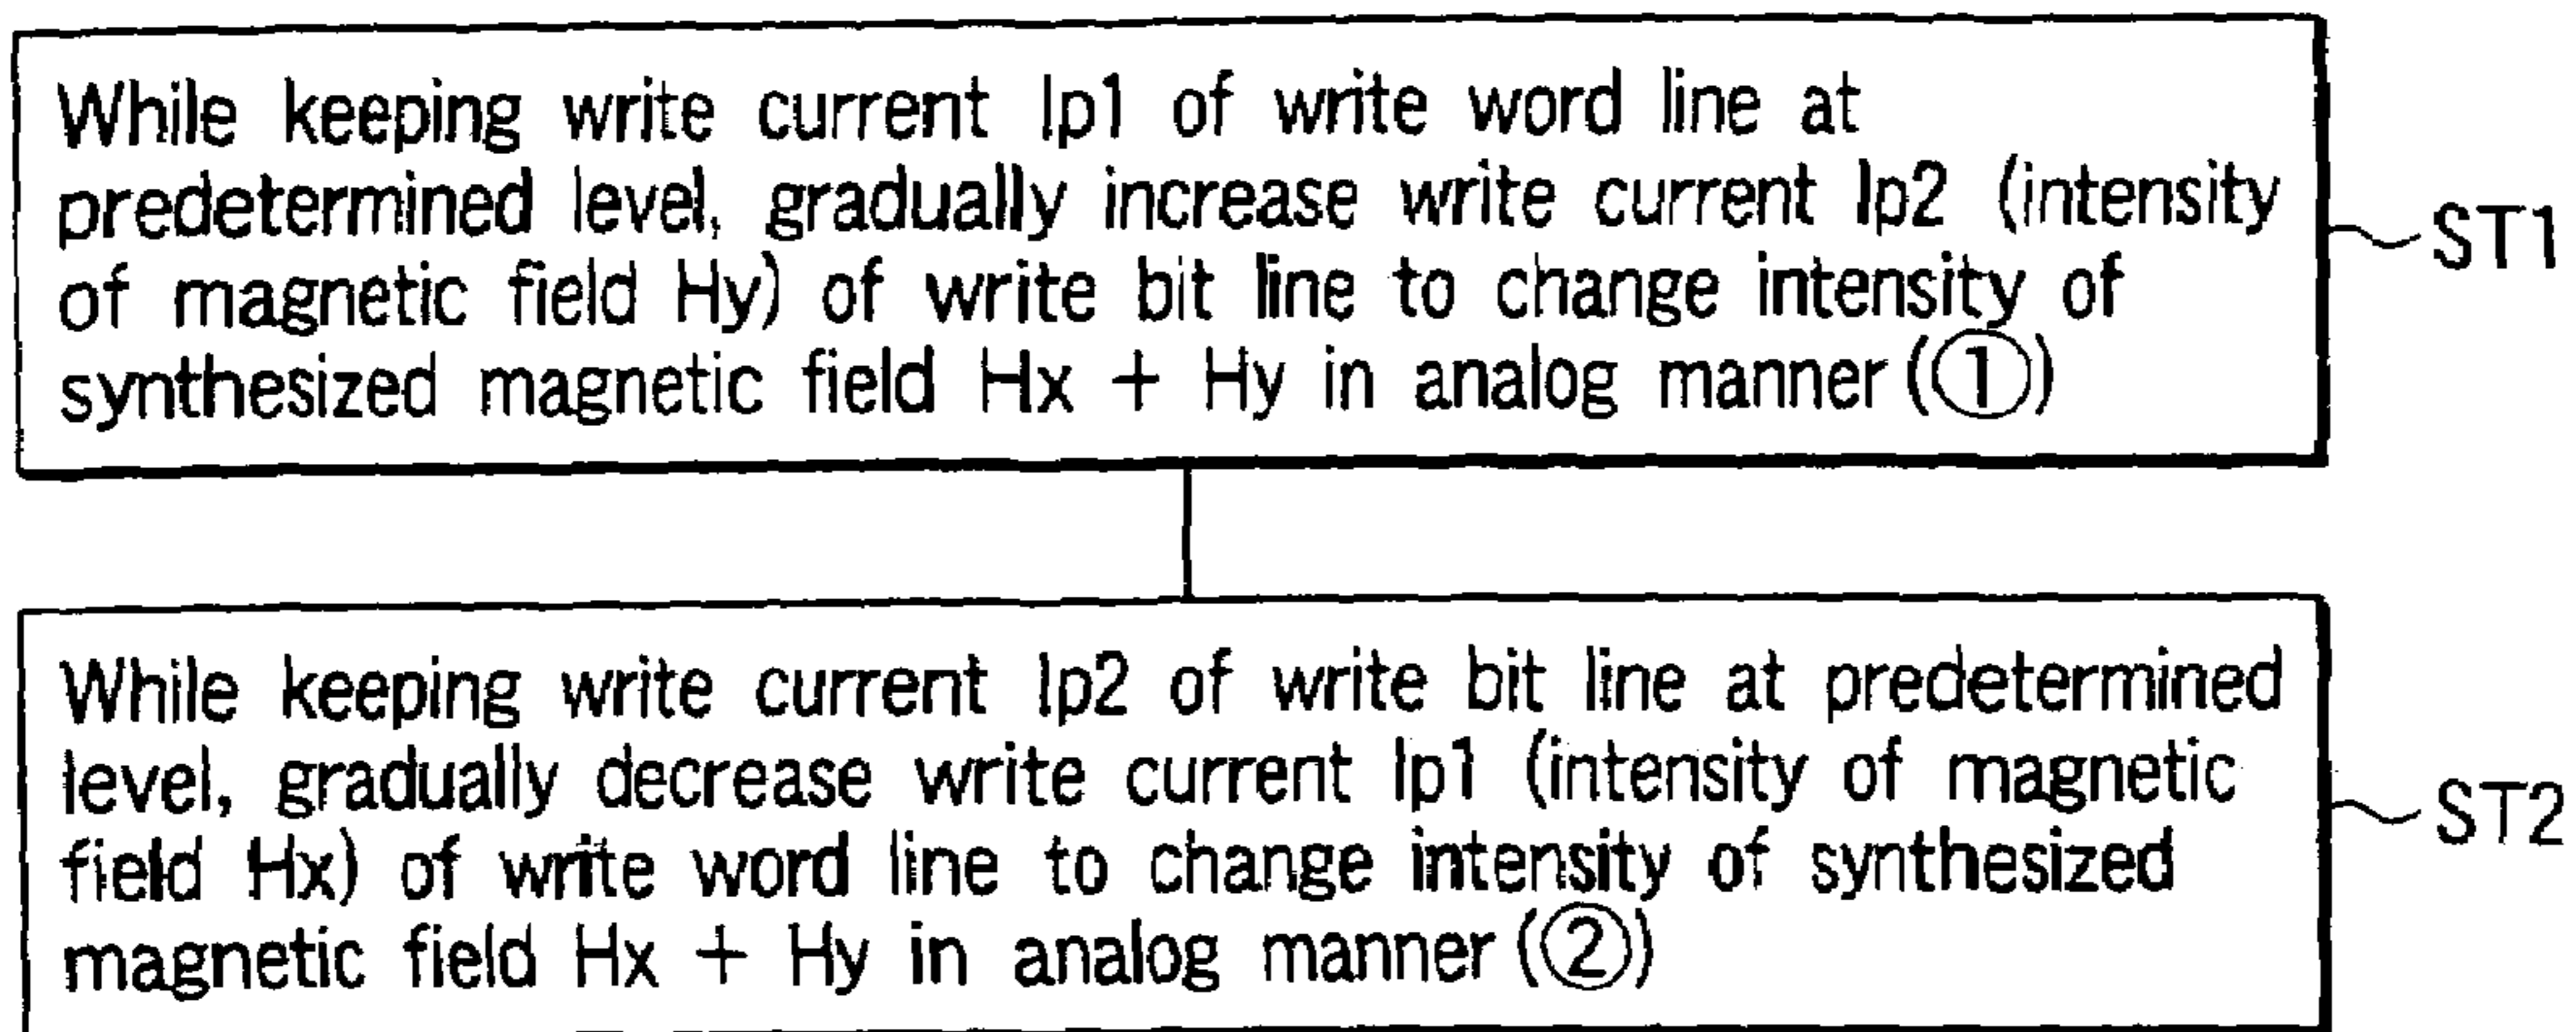 While keeping write current Ip1 of write word line at
predetermined level, gradually increase write current Ip2 (intensity
of magnetic field Hy) of write bit line to change intensity of
synthesized magnetic field Hx + Hy in analog manner (①)
ST1
While keeping write current Ip2 of write bit line at predetermined
level, gradually decrease write current Ip1 (intensity of magnetic
field Hx) of write word line to change intensity of synthesized
magnetic field Hx + Hy in analog manner (②)
ST2